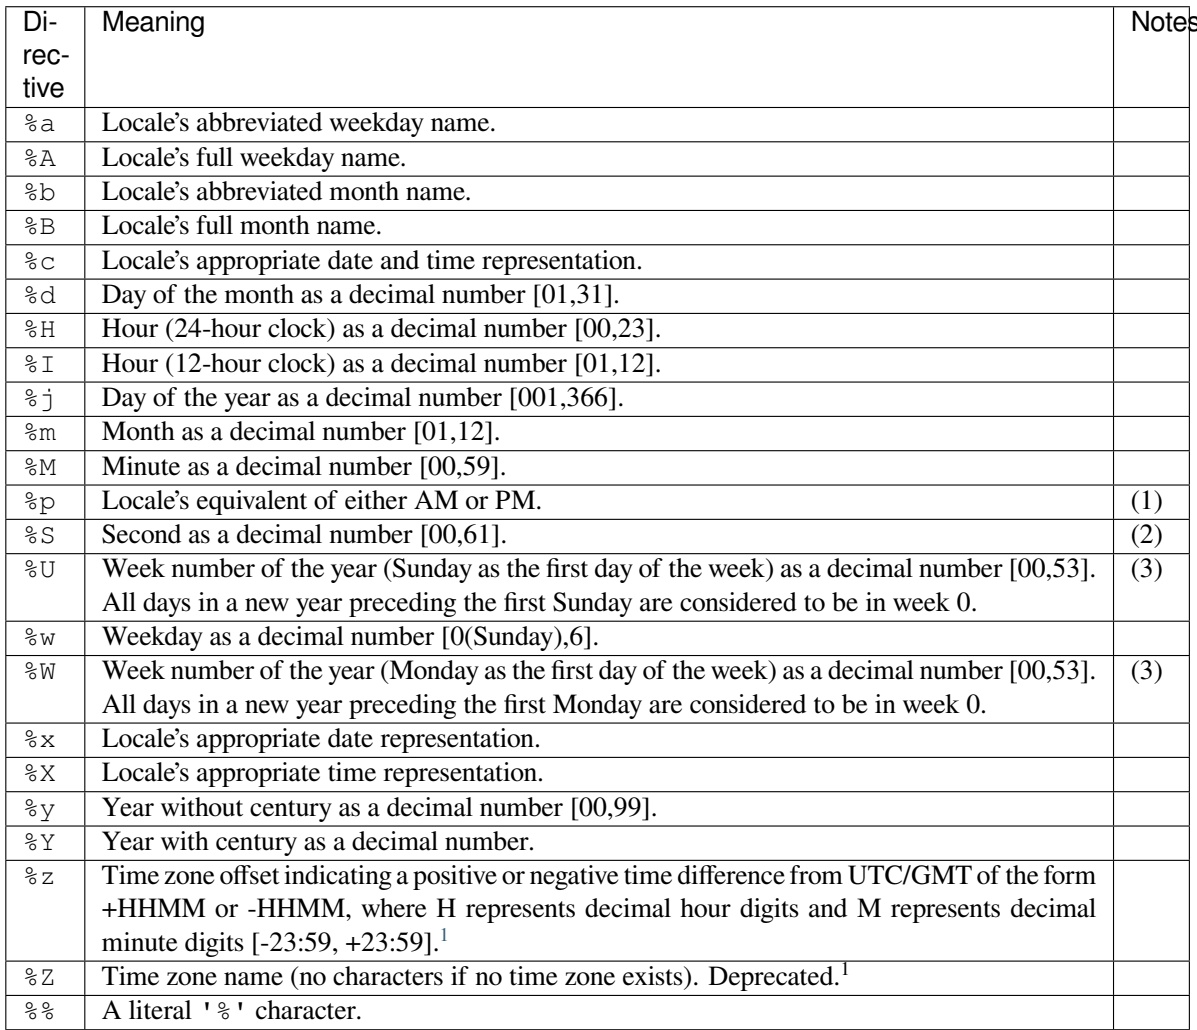 Di- Meaning Notes
rec-
tive
%a Locale's abbreviated weekday name.
%A Locale's full weekday name.
%b Locale's abbreviated month name.
%B Locale's full month name.
%c Locale's appropriate date and time representation.
%d Day of the month as a decimal number [01,31].
%H Hour (24-hour clock) as a decimal number [00,23].
%I Hour (12-hour clock) as a decimal number [01,12].
%j Day of the year as a decimal number [001,366].
%m Month as a decimal number [01,12].
%M Minute as a decimal number [00,59].
%p Locale's equivalent of either AM or PM. (1)
%S Second as a decimal number [00,61]. (2)
%U Week number of the year (Sunday as the first day of the week) as a decimal number [00,53]. (3)
All days in a new year preceding the first Sunday are considered to be in week 0.
%w Weekday as a decimal number [0(Sunday),6].
%W Week number of the year (Monday as the first day of the week) as a decimal number [00,53]. (3)
All days in a new year preceding the first Monday are considered to be in week 0.
%x Locale's appropriate date representation.
%X Locale's appropriate time representation.
%y Year without century as a decimal number [00,99].
%Y Year with century as a decimal number.
%z Time zone offset indicating a positive or negative time difference from UTC/GMT of the form
+HHMM or -HHMM, where H represents decimal hour digits and M represents decimal
minute digits [-23:59, +23:59].1
%Z Time zone name (no characters if no time zone exists). Deprecated.1
%% A literal '%' character.